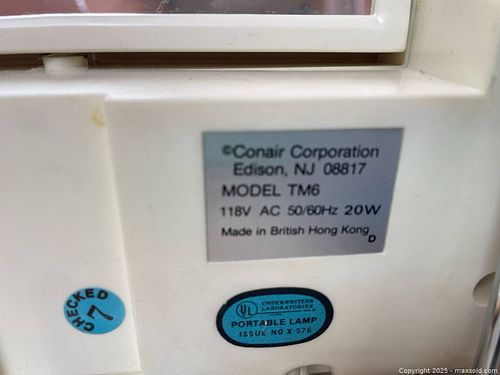 ©Conair Corporation
Edison, NJ 08817
MODEL TM6
118V AC 50/60Hz 20W
Made in British Hong Kong
D
CHECKED
7
UL
UNDERWRITERS
LABORATORIES
PORTABLE LAMP
ISSUE NO X-576
Copyright 2025 - maxsold.com